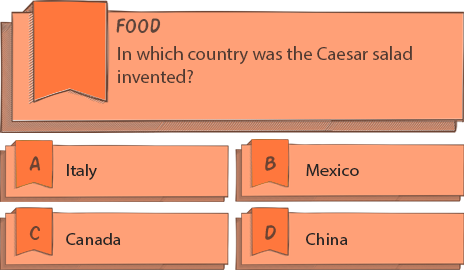 FOOD
In which country was the Caesar salad
invented?
A Italy
B Mexico
C Canada
D China